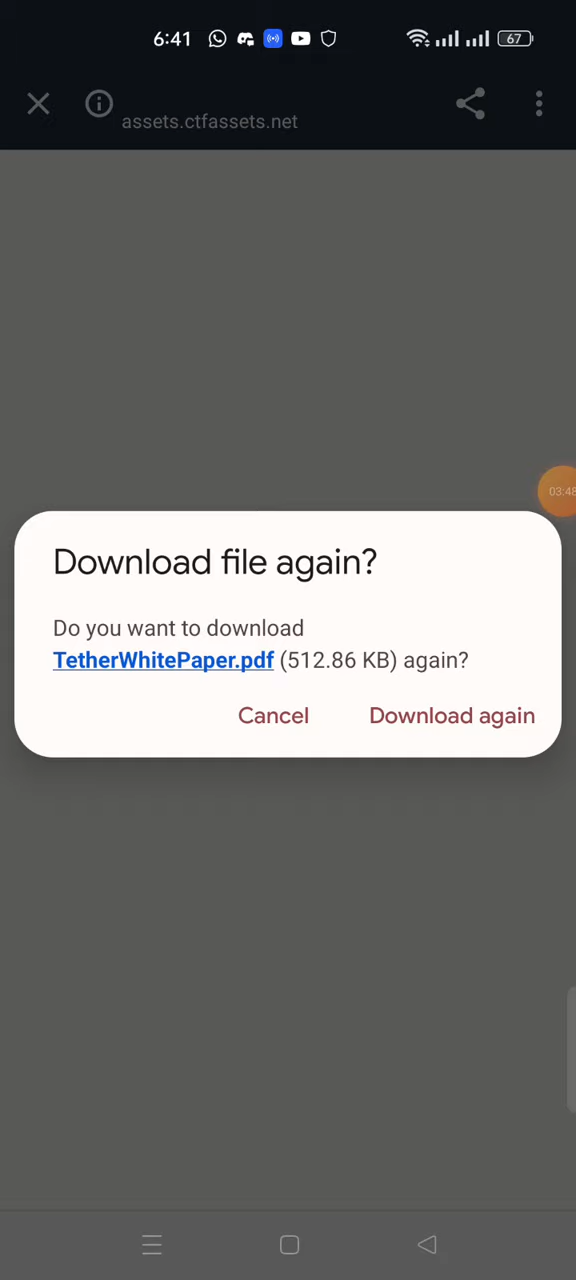 6:41
67
assets.ctfassets.net
03:48
Download file again?
Do you want to download
TetherWhitePaper.pdf (512.86 KB) again?
Cancel Download again